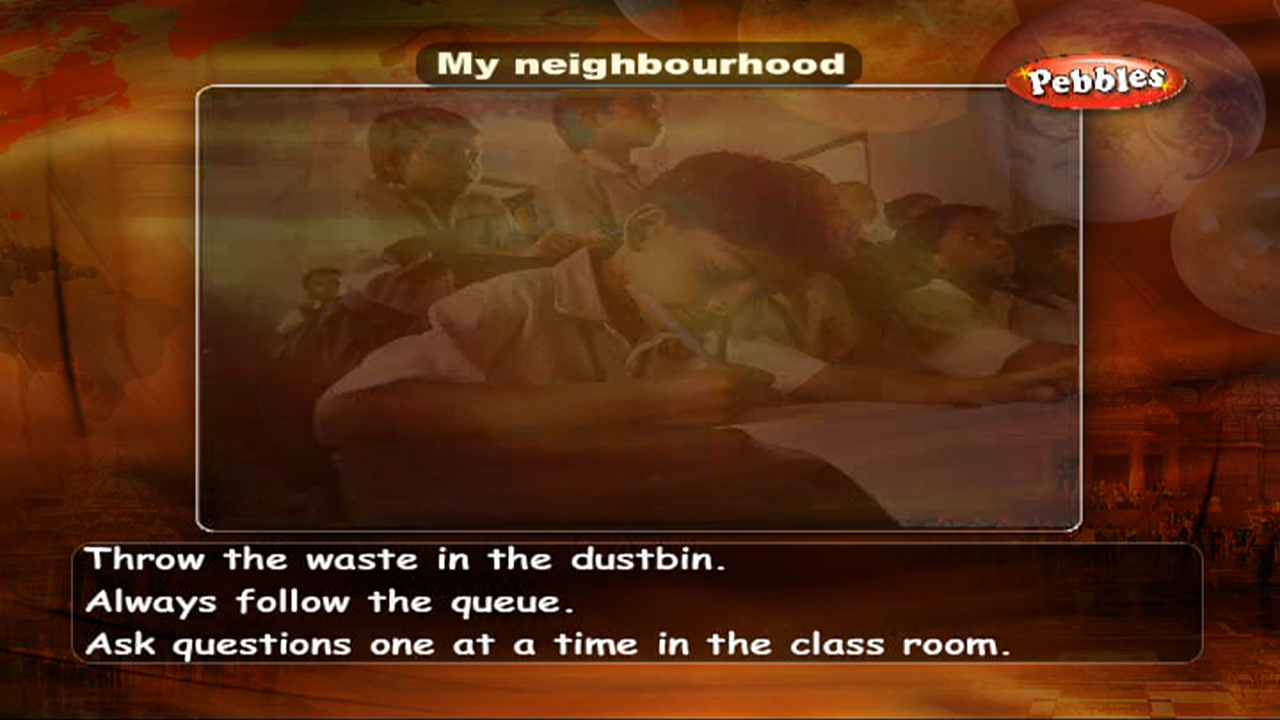 My neighbourhood
Pebbles
Throw the waste in the dustbin.
Always follow the queue.
Ask questions one at a time in the class room.